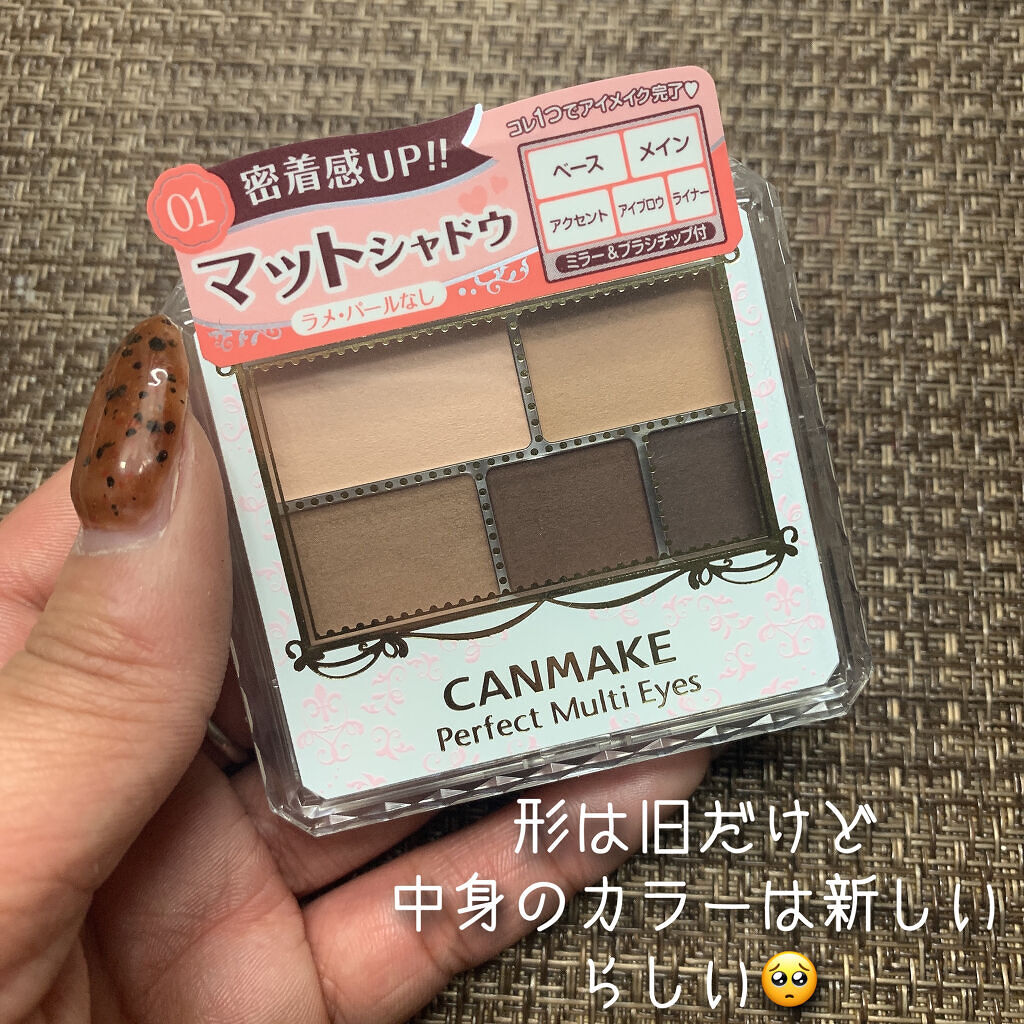 01
密着感UP!!
マットシャドウ
ラメ・パールなし
コレ1つでアイメイク完了♥
ベース
メイン
アクセント
アイブロウ
ライナー
ミラー&ブラシチップ付
CANMAKE
Perfect Multi Eyes
形は旧だけど
中身のカラーは新しい
らしい🥺